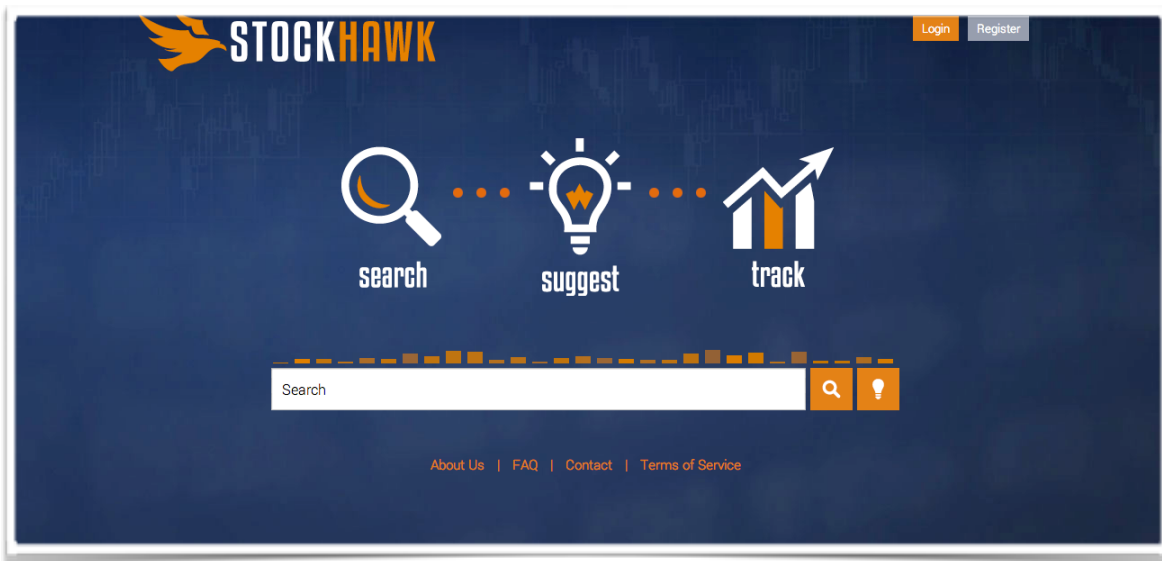 STOCKHAWK
Login Register
search suggest track
Search
About Us | FAQ | Contact | Terms of Service